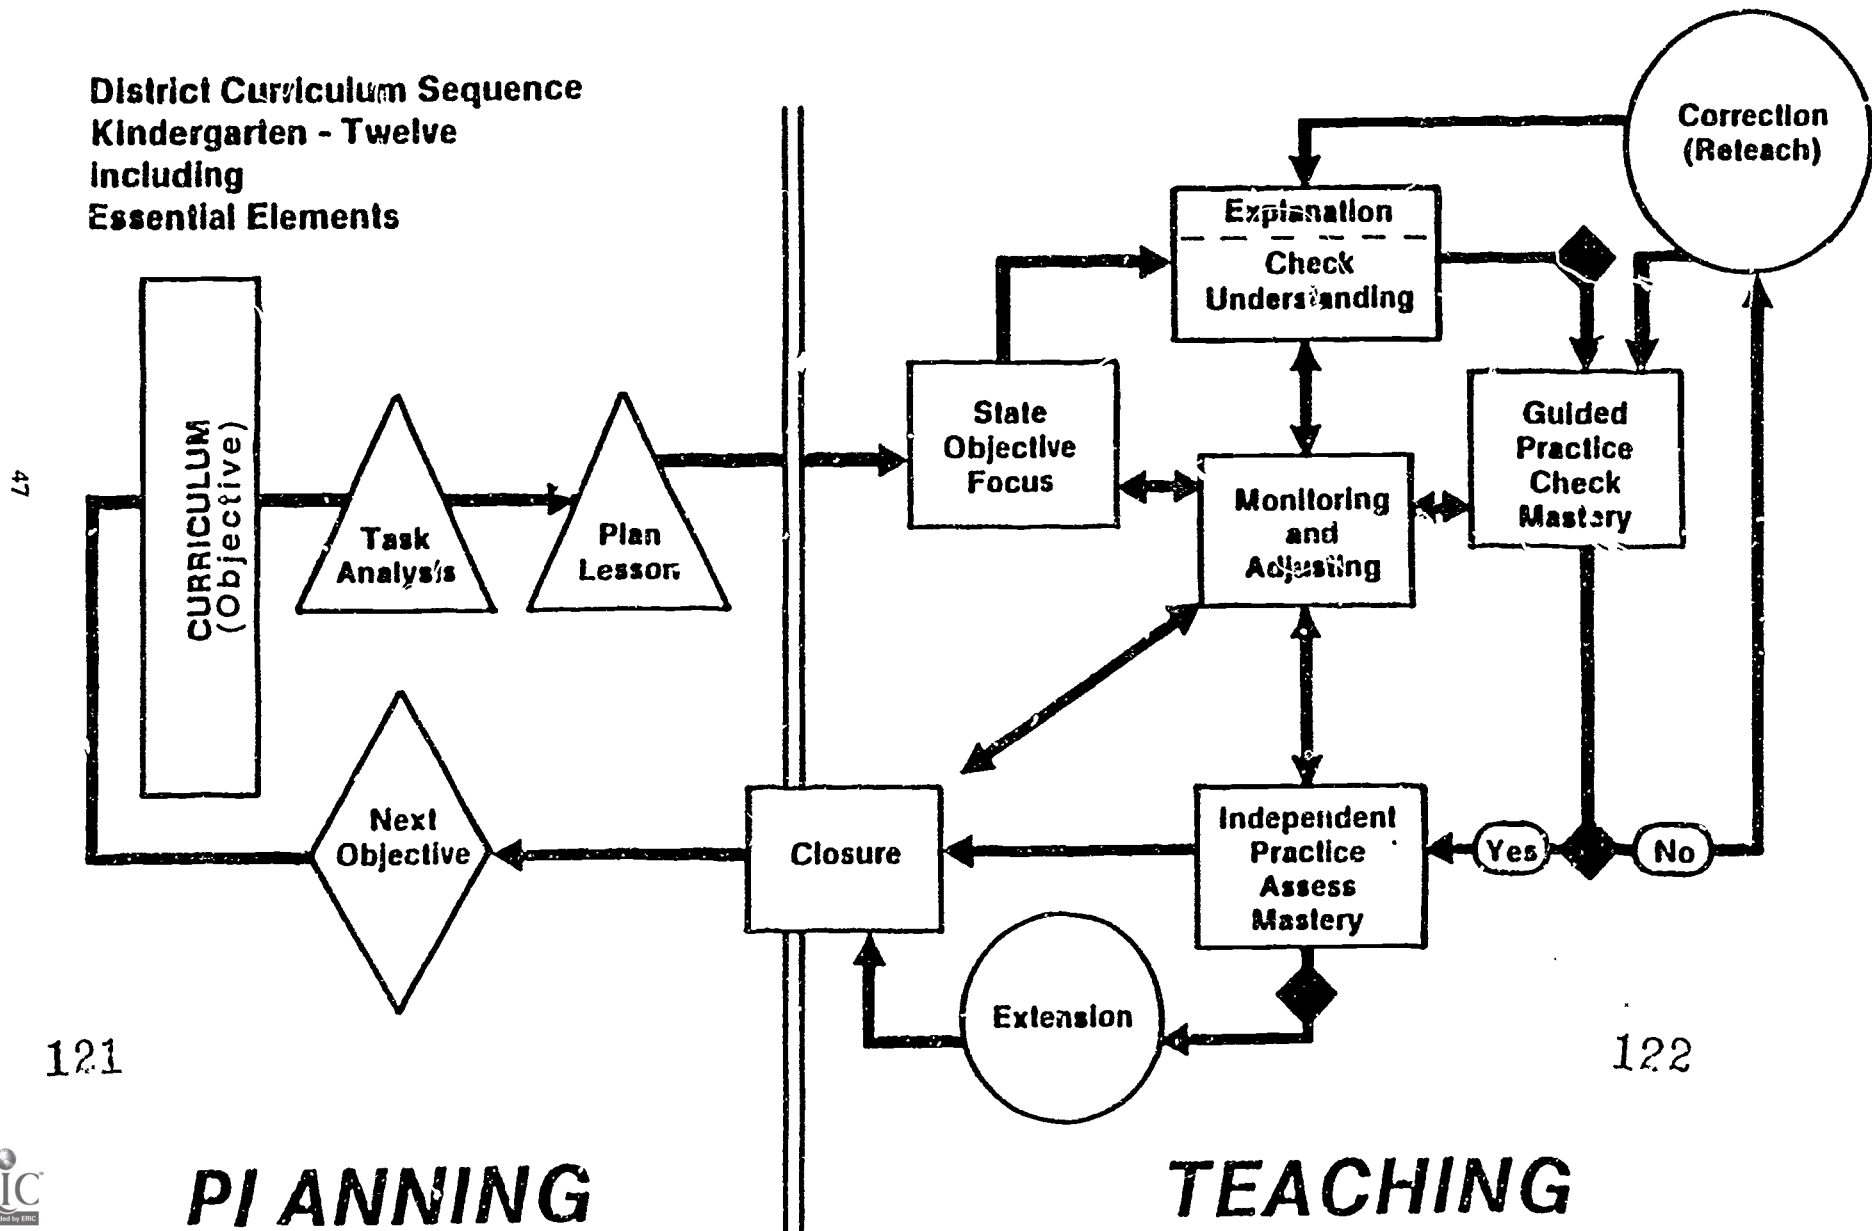 District Curriculum Sequence
Kindergarten - Twelve
including
Essential Elements
CURRICULUM
(Objective)
Task
Analysis
Plan
Lesson
Next
Objective
State
Objective
Focus
Explanation
Check
Understanding
Correction
(Reteach)
Guided
Practice
Check
Mastery
Monitoring
and
Adjusting
Closure
Independent
Practice
Assess
Mastery
Yes
No
Extension
47
121
122
PLANNING
TEACHING